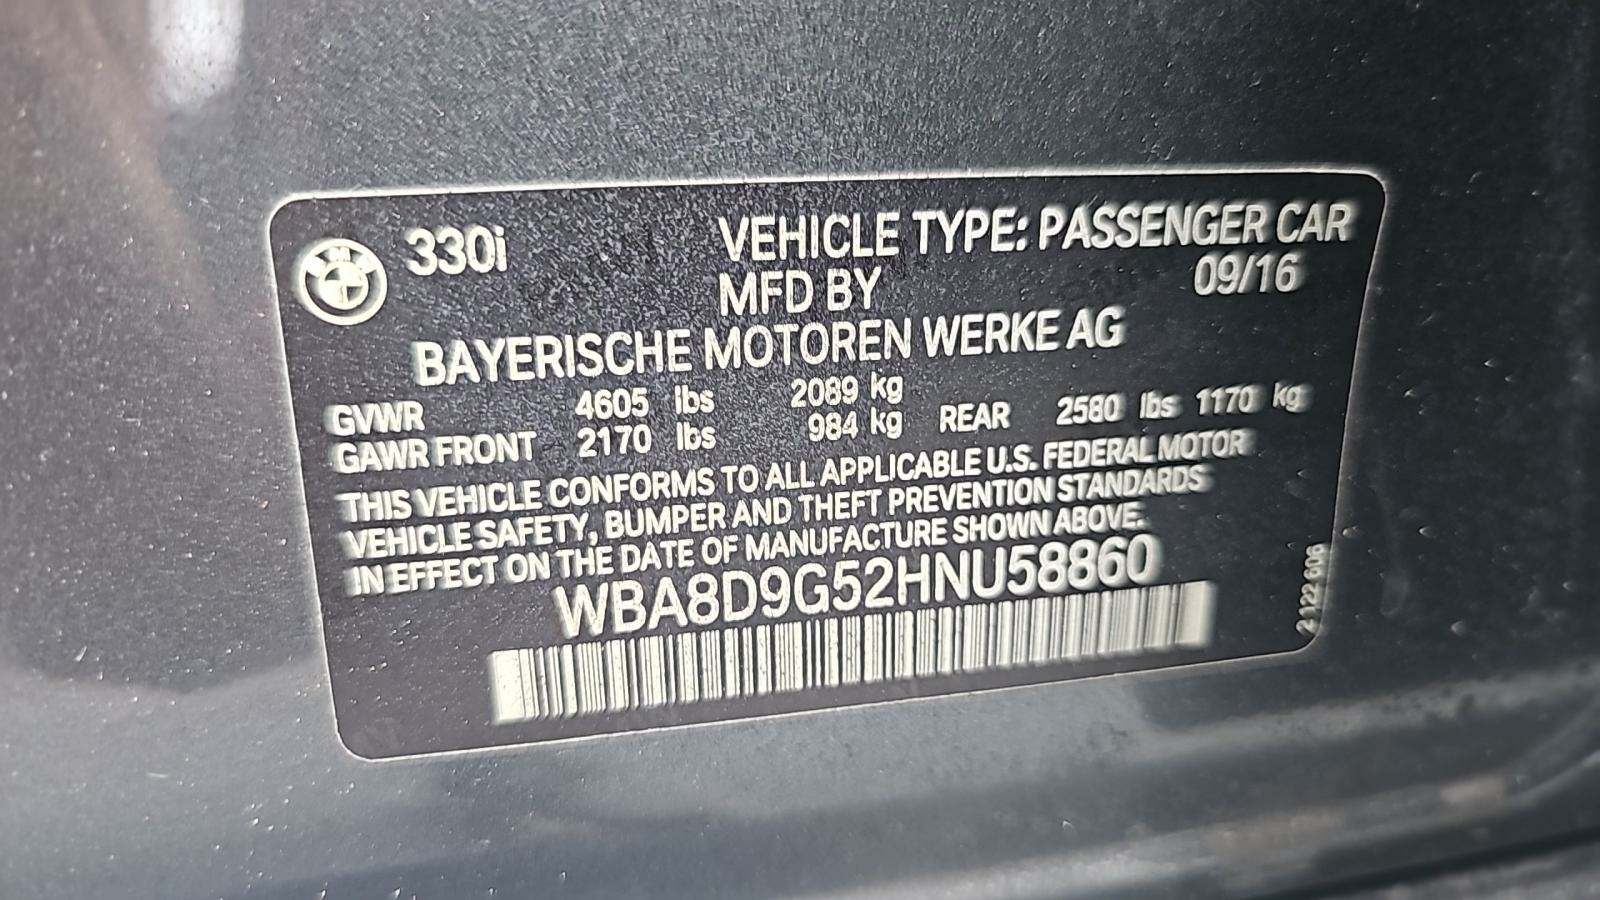 330i VEHICLE TYPE: PASSENGER CAR
MFD BY 09/16
BAYERISCHE MOTOREN WERKE AG
GVWR 4605 lbs 2089 kg
GAWR FRONT 2170 lbs 984 kg REAR 2580 lbs 1170 kg
THIS VEHICLE CONFORMS TO ALL APPLICABLE U.S. FEDERAL MOTOR
VEHICLE SAFETY, BUMPER AND THEFT PREVENTION STANDARDS
IN EFFECT ON THE DATE OF MANUFACTURE SHOWN ABOVE.
WBA8D9G52HNU58860